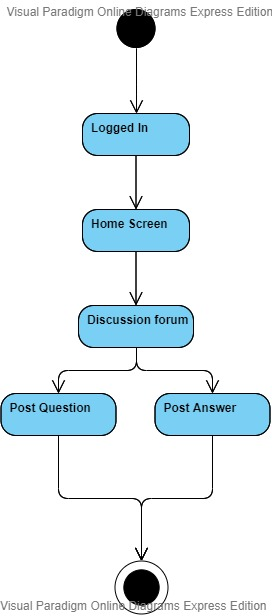 Visual Paradigm Online Diagrams Express Edition
Logged In
Home Screen
Discussion forum
Post Question
Post Answer
Visual Paradigm Online Diagrams Express Edition